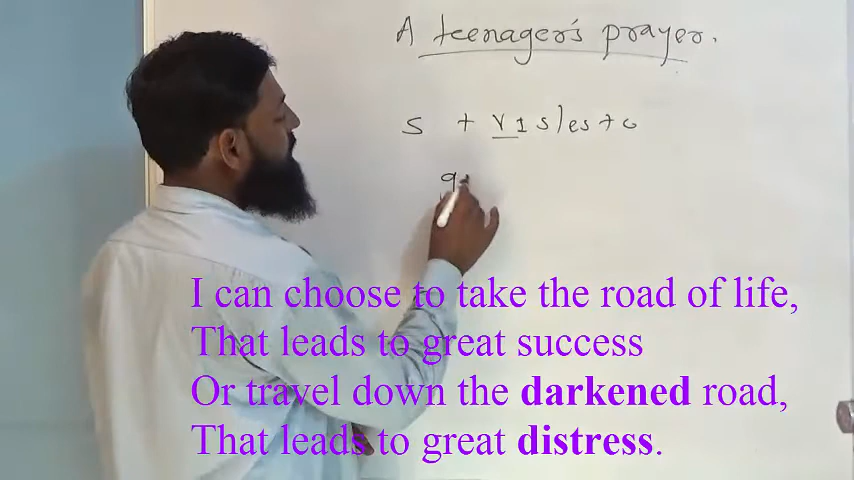 A teenager's prayer.
S + V1 s/es + o
I can choose to take the road of life,
That leads to great success
Or travel down the darkened road,
That leads to great distress.